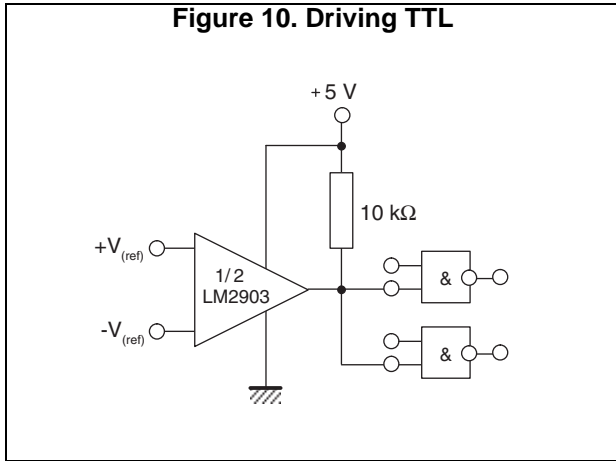 Figure 10. Driving TTL
+5 V
10 kΩ
+V(ref)
1/2
LM2903
&
-V(ref)
&